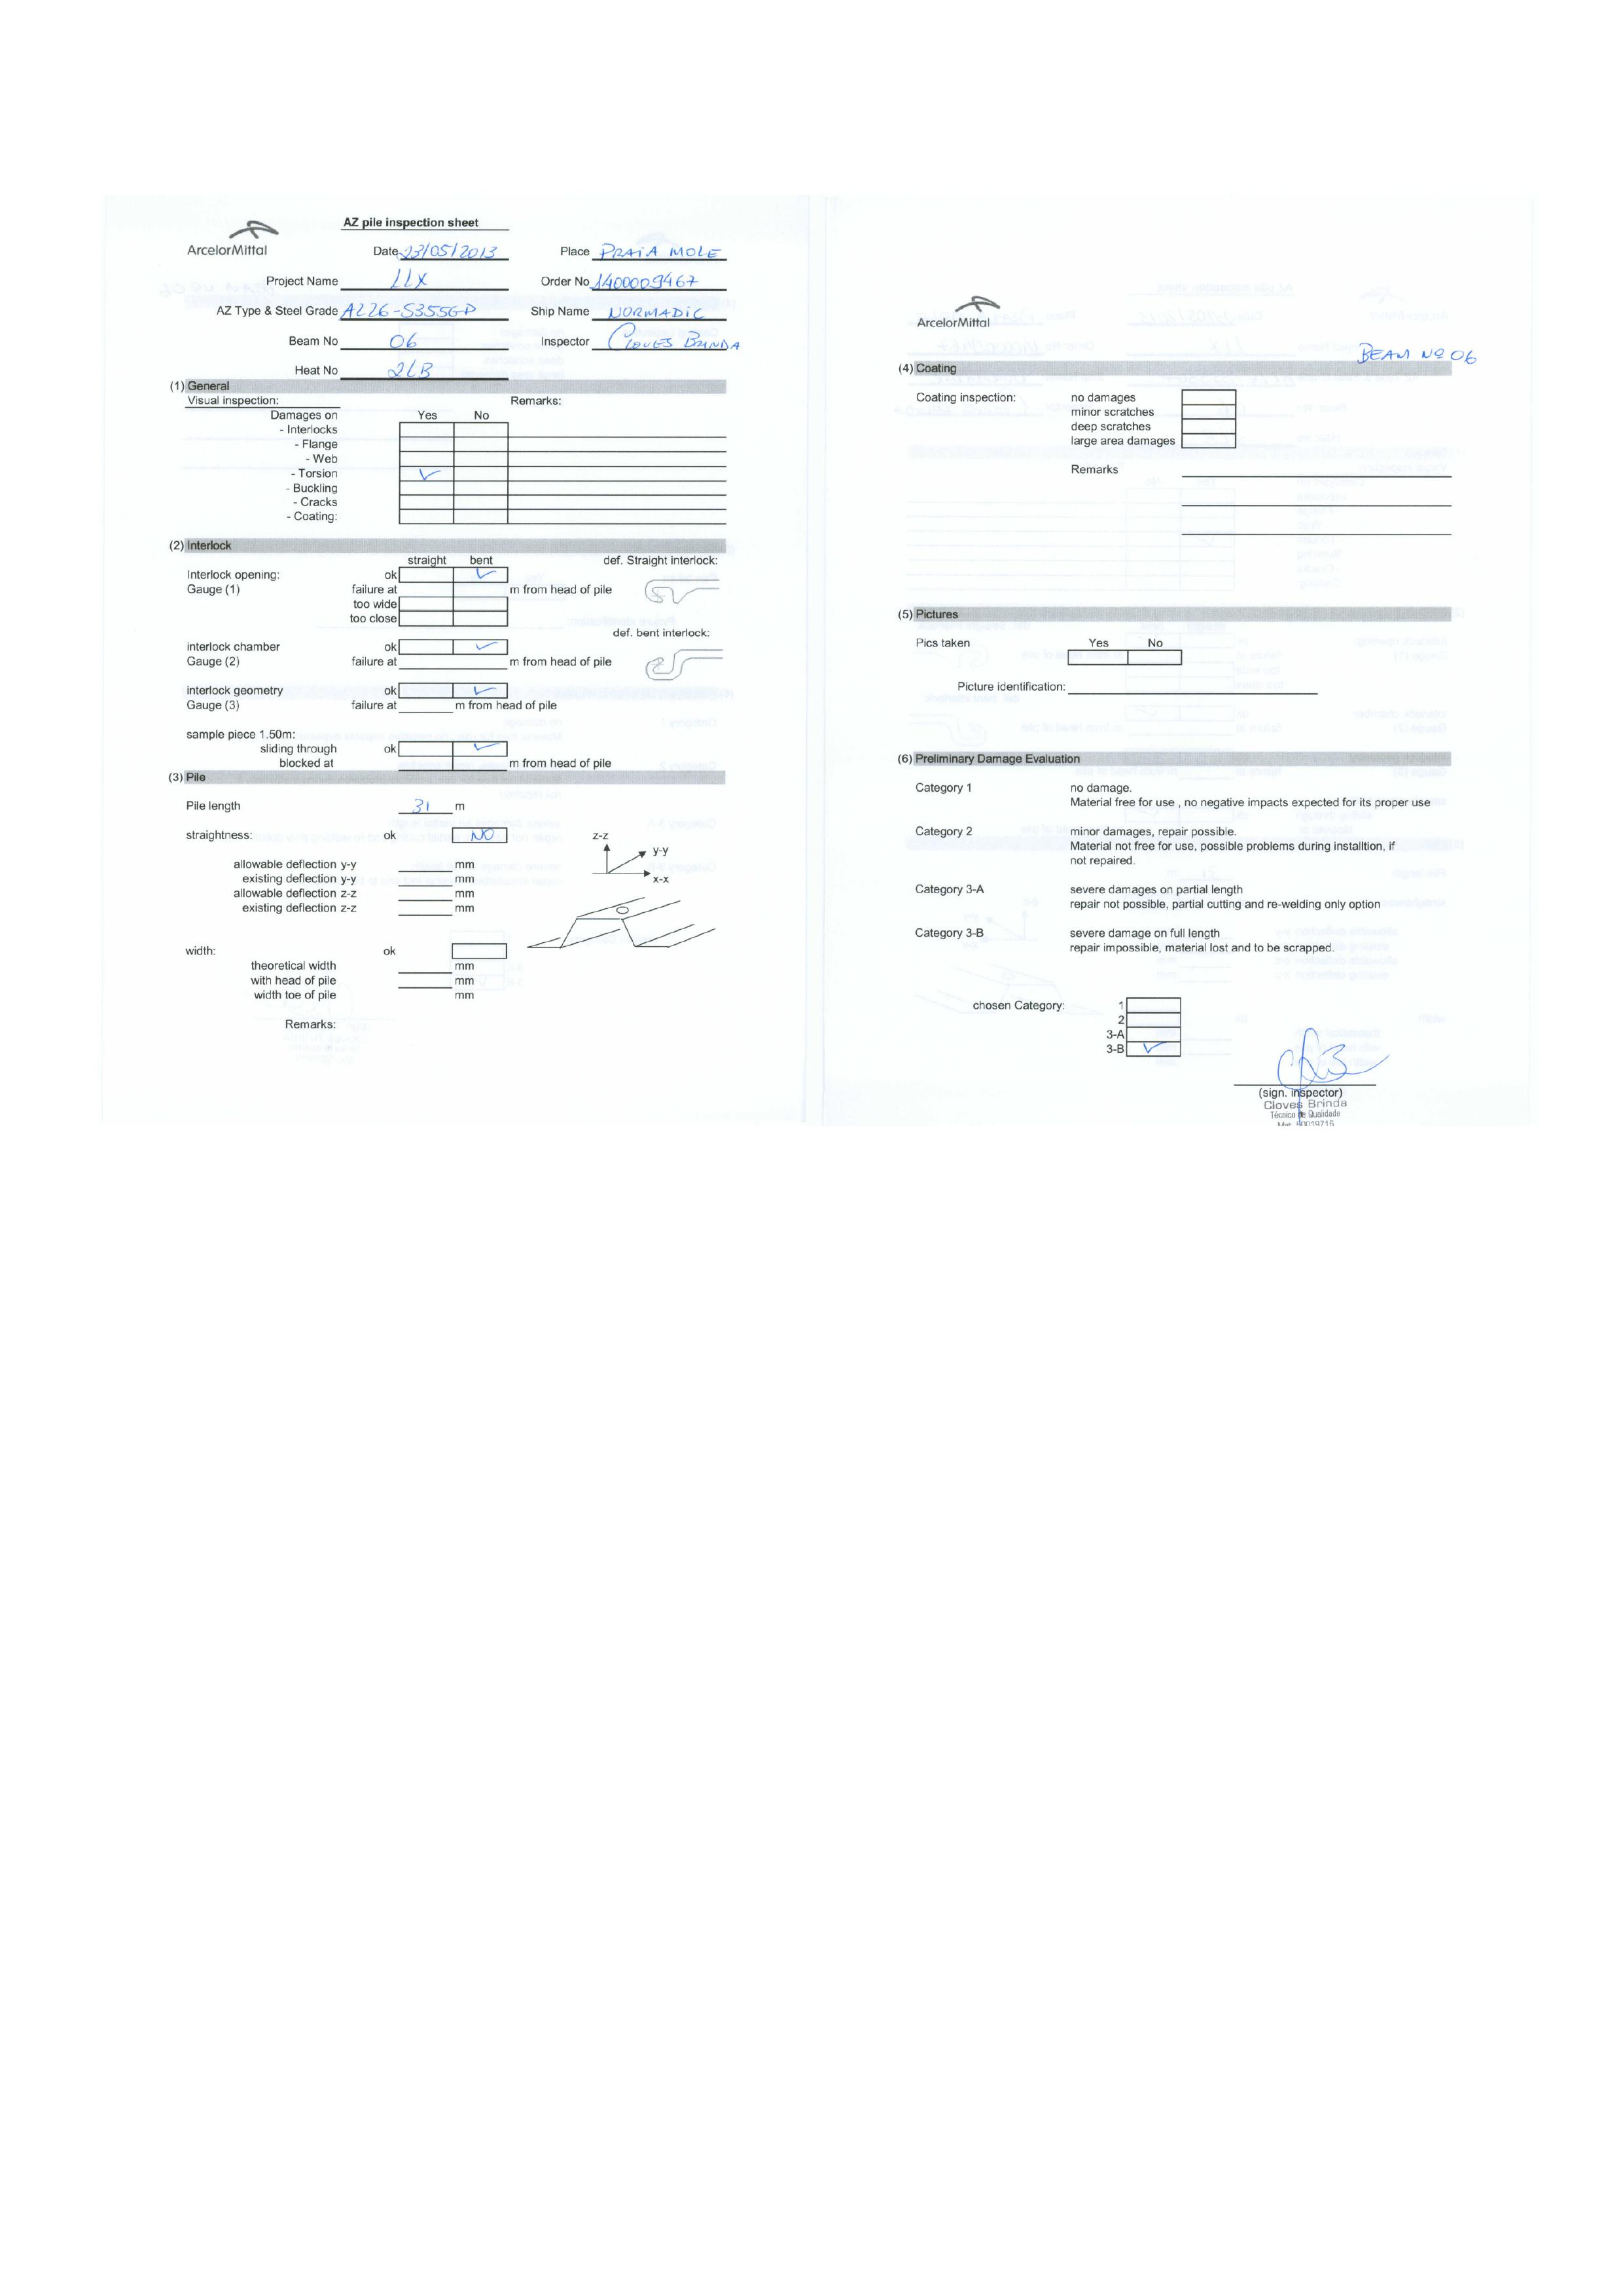 AZ pile inspection sheet
ArcelorMittal
Date 23/05/2013 Place PRAIA MOLE
Project Name LLX Order No 1400009467
AZ Type & Steel Grade AZ26-S355GP Ship Name NORMADIC
Beam No 06 Inspector CLOVES BRINDA
Heat No
(1) General
Visual inspection: Remarks:
Damages on Yes No
- Interlocks
- Flange
- Web
- Torsion ✓
- Buckling
- Cracks
- Coating:
(2) Interlock
straight bent def. Straight interlock:
Interlock opening: ok ✓
Gauge (1) failure at m from head of pile
too wide
too close
def. bent interlock:
interlock chamber ok ✓
Gauge (2) failure at m from head of pile
interlock geometry ok ✓
Gauge (3) failure at m from head of pile
sample piece 1.50m:
sliding through ok ✓
blocked at m from head of pile
(3) Pile
Pile length 31 m
straightness: ok NO
z-z
y-y
x-x
allowable deflection y-y mm
existing deflection y-y mm
allowable deflection z-z mm
existing deflection z-z mm
width: ok
theoretical width mm
with head of pile mm
width toe of pile mm
Remarks:
ArcelorMittal
BEAM Nº 06
(4) Coating
Coating inspection: no damages
minor scratches
deep scratches
large area damages
Remarks
(5) Pictures
Pics taken Yes No
Picture identification:
(6) Preliminary Damage Evaluation
Category 1 no damage.
Material free for use , no negative impacts expected for its proper use
Category 2 minor damages, repair possible.
Material not free for use, possible problems during installtion, if
not repaired.
Category 3-A severe damages on partial length
repair not possible, partial cutting and re-welding only option
Category 3-B severe damage on full length
repair impossible, material lost and to be scrapped.
chosen Category: 1
2
3-A
3-B ✓
(sign. inspector)
Cloves Brinda
Técnico de Qualidade